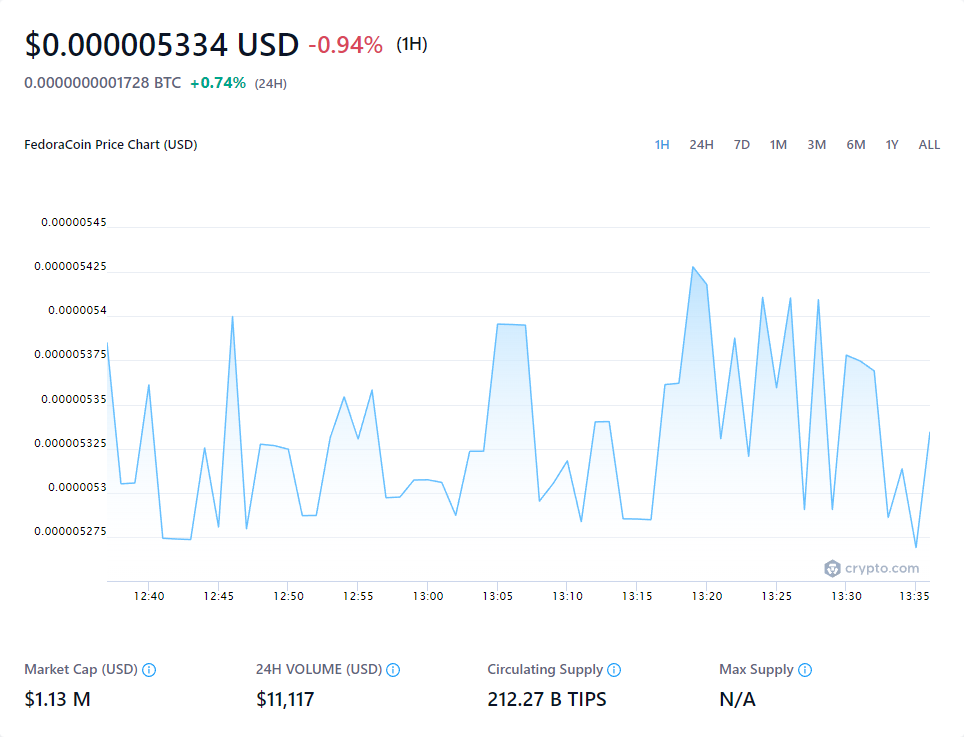 $0.000005334 USD -0.94% (1H)
0.0000000001728 BTC +0.74% (24H)
FedoraCoin Price Chart (USD) 1H 24H 7D 1M 3M 6M 1Y ALL
0.00000545
0.000005425
0.0000054
0.000005375
0.00000535
0.000005325
0.0000053
0.000005275
crypto.com
12:40 12:45 12:50 12:55 13:00 13:05 13:10 13:15 13:20 13:25 13:30 13:35
Market Cap (USD) 24H VOLUME (USD) Circulating Supply Max Supply
$1.13 M $11,117 212.27 B TIPS N/A